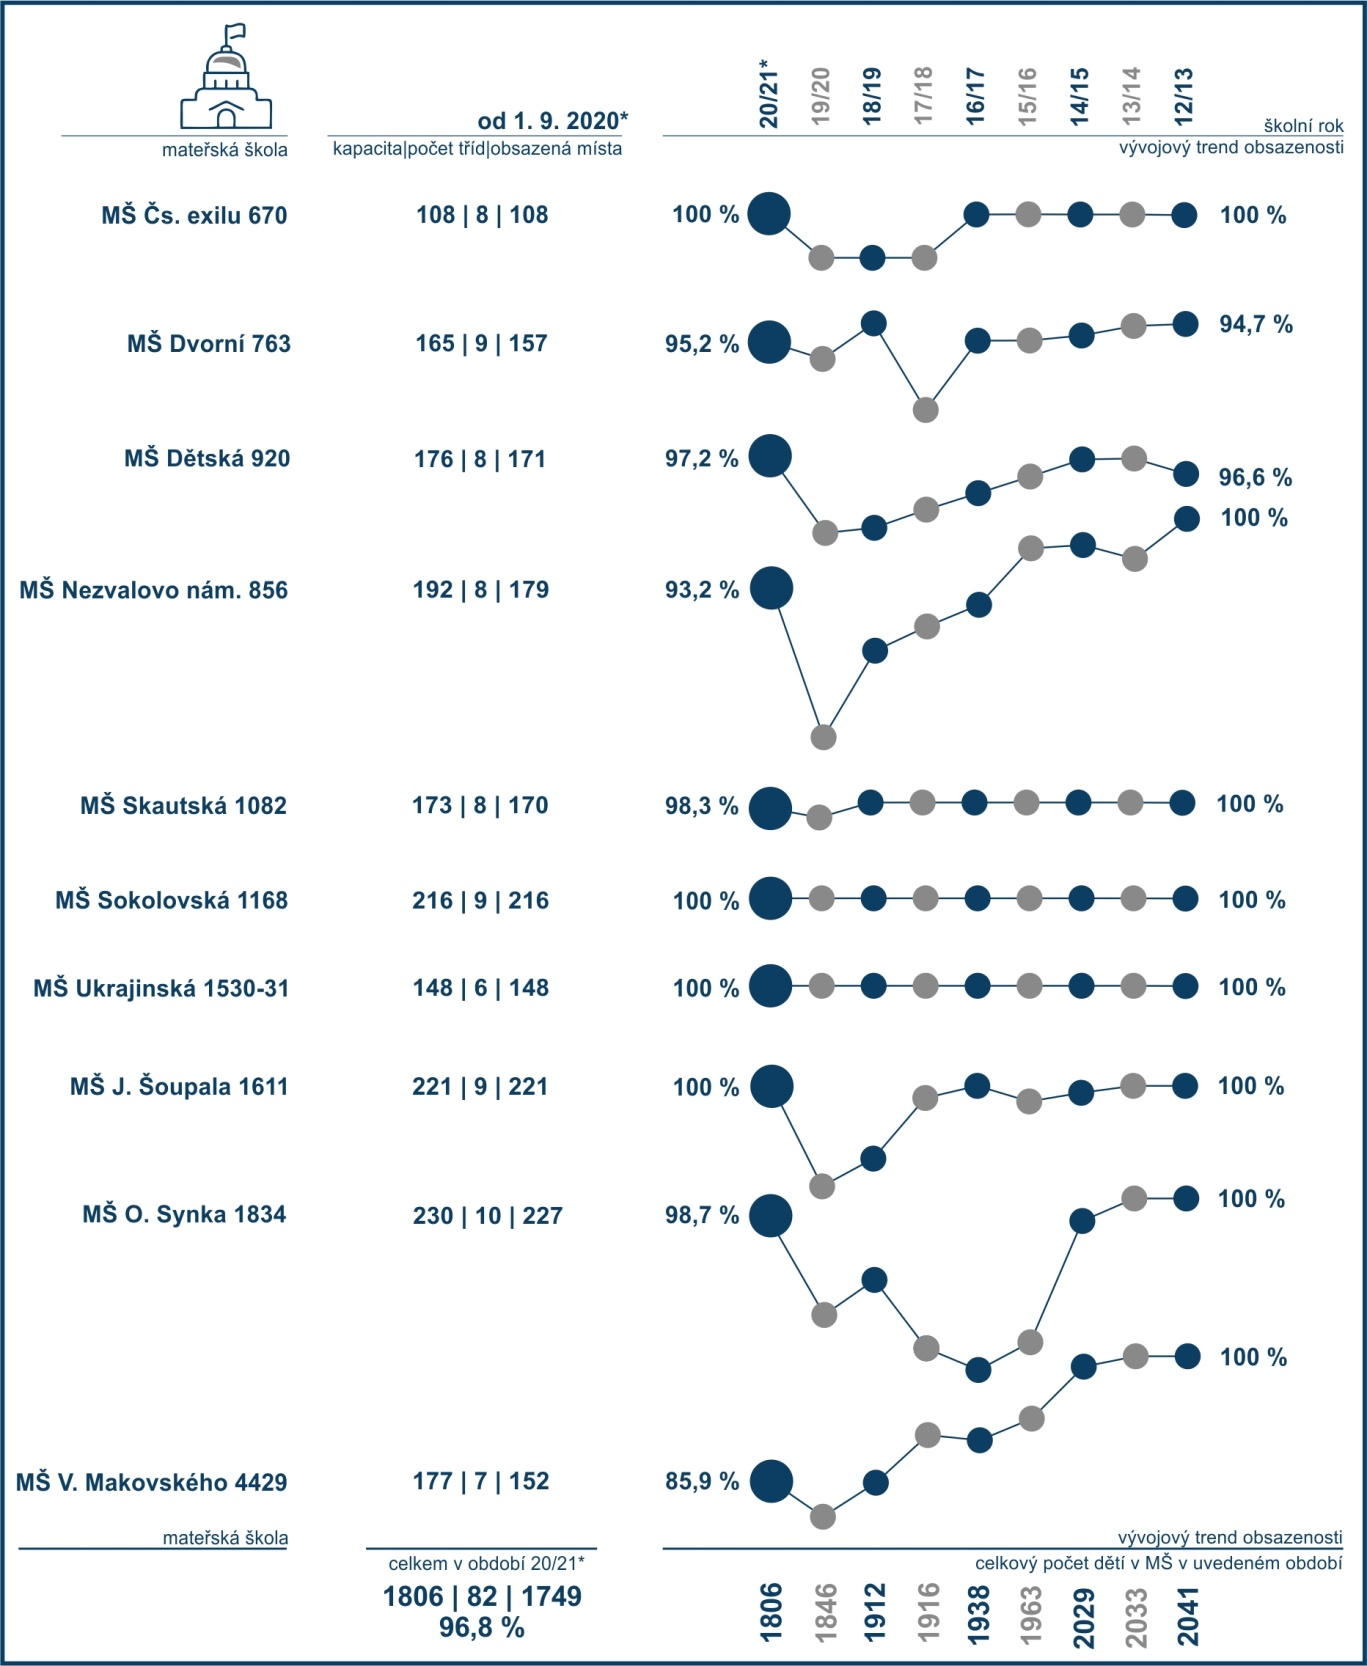 20/21*
19/20
18/19
17/18
16/17
15/16
14/15
13/14
12/13
od 1. 9. 2020*
školní rok
mateřská škola
kapacita|počet tříd|obsazená místa
vývojový trend obsazenosti
MŠ Čs. exilu 670 108 | 8 | 108 100 % 100 %
MŠ Dvorní 763 165 | 9 | 157 95,2 % 94,7 %
MŠ Dětská 920 176 | 8 | 171 97,2 % 96,6 %
MŠ Nezvalovo nám. 856 192 | 8 | 179 93,2 % 100 %
MŠ Skautská 1082 173 | 8 | 170 98,3 % 100 %
MŠ Sokolovská 1168 216 | 9 | 216 100 % 100 %
MŠ Ukrajinská 1530-31 148 | 6 | 148 100 % 100 %
MŠ J. Šoupala 1611 221 | 9 | 221 100 % 100 %
MŠ O. Synka 1834 230 | 10 | 227 98,7 % 100 %
MŠ V. Makovského 4429 177 | 7 | 152 85,9 % 100 %
mateřská škola
vývojový trend obsazenosti
celkem v období 20/21*
celkový počet dětí v MŠ v uvedeném období
1806 | 82 | 1749
96,8 %
1806
1846
1912
1916
1938
1963
2029
2033
2041